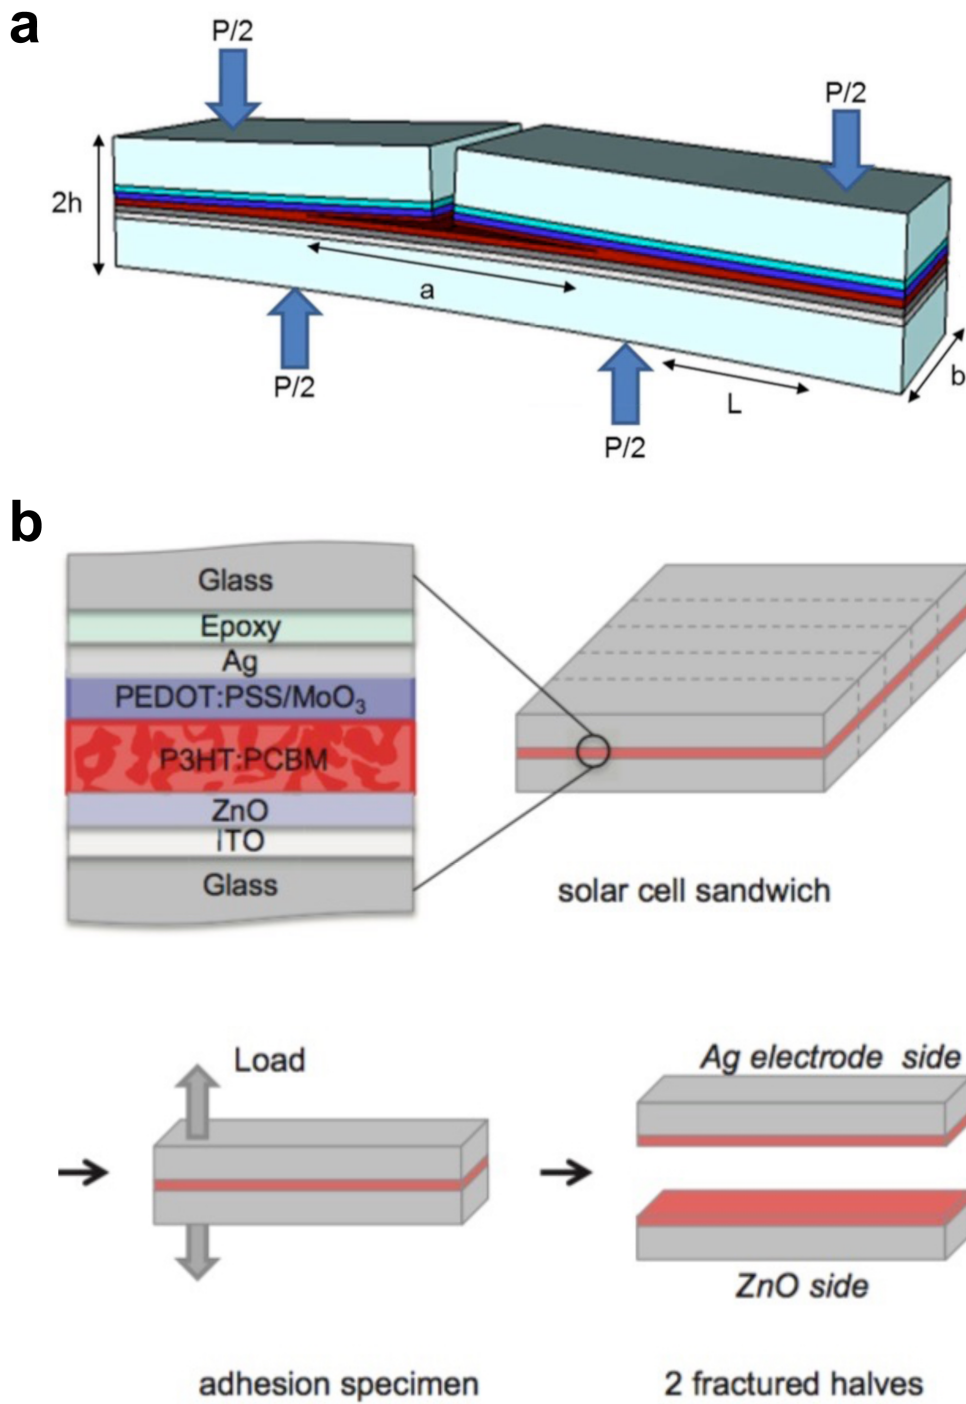 a
P/2
P/2
2h
a
P/2
L
b
P/2
b
Glass
Epoxy
Ag
PEDOT:PSS/MoO₃
P3HT:PCBM
ZnO
ITO
Glass
solar cell sandwich
Load
Ag electrode side
ZnO side
adhesion specimen
2 fractured halves